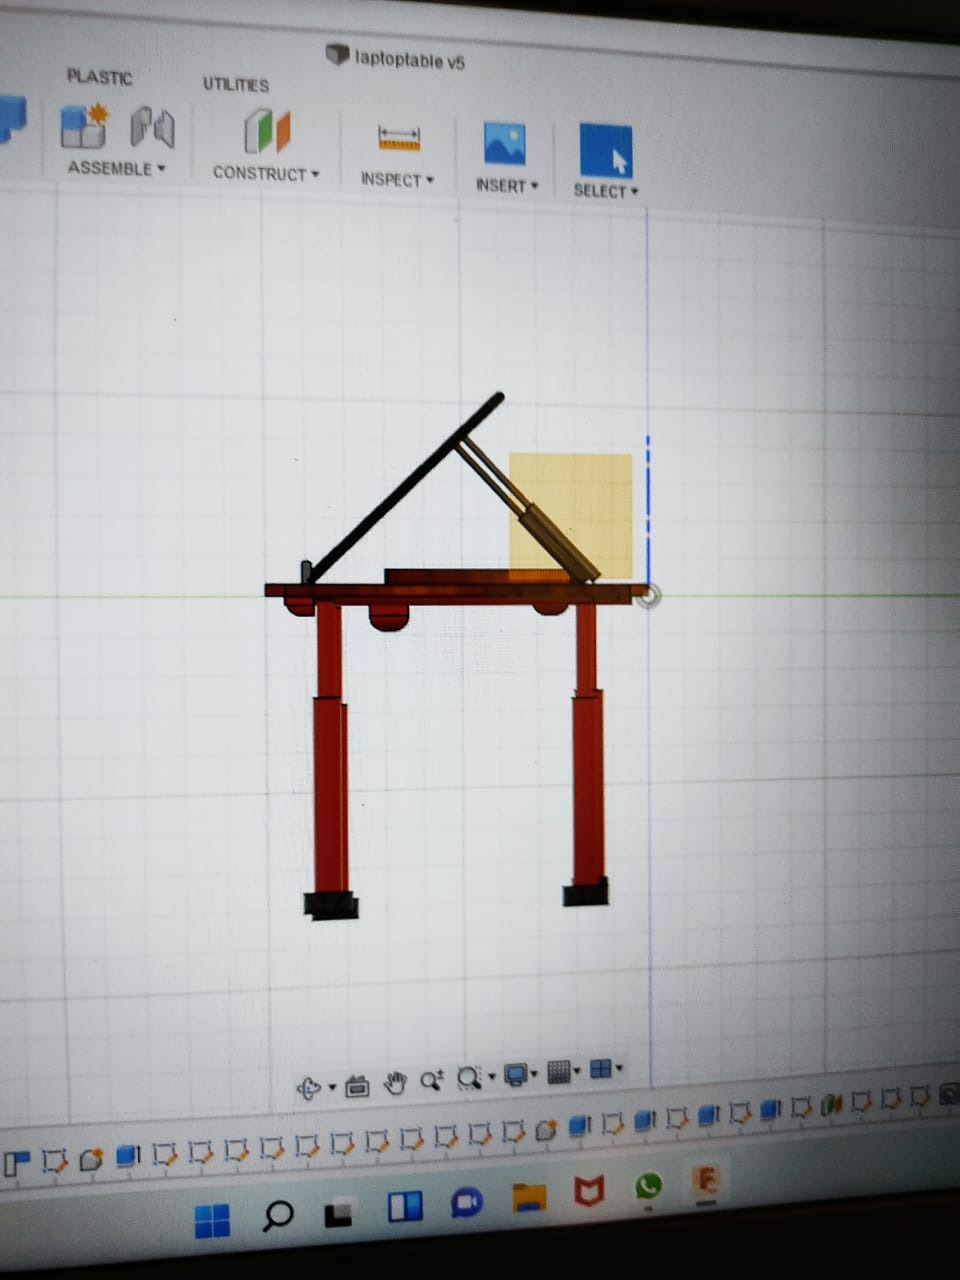 laptoptable v5
PLASTIC UTILITIES
ASSEMBLE CONSTRUCT INSPECT INSERT SELECT